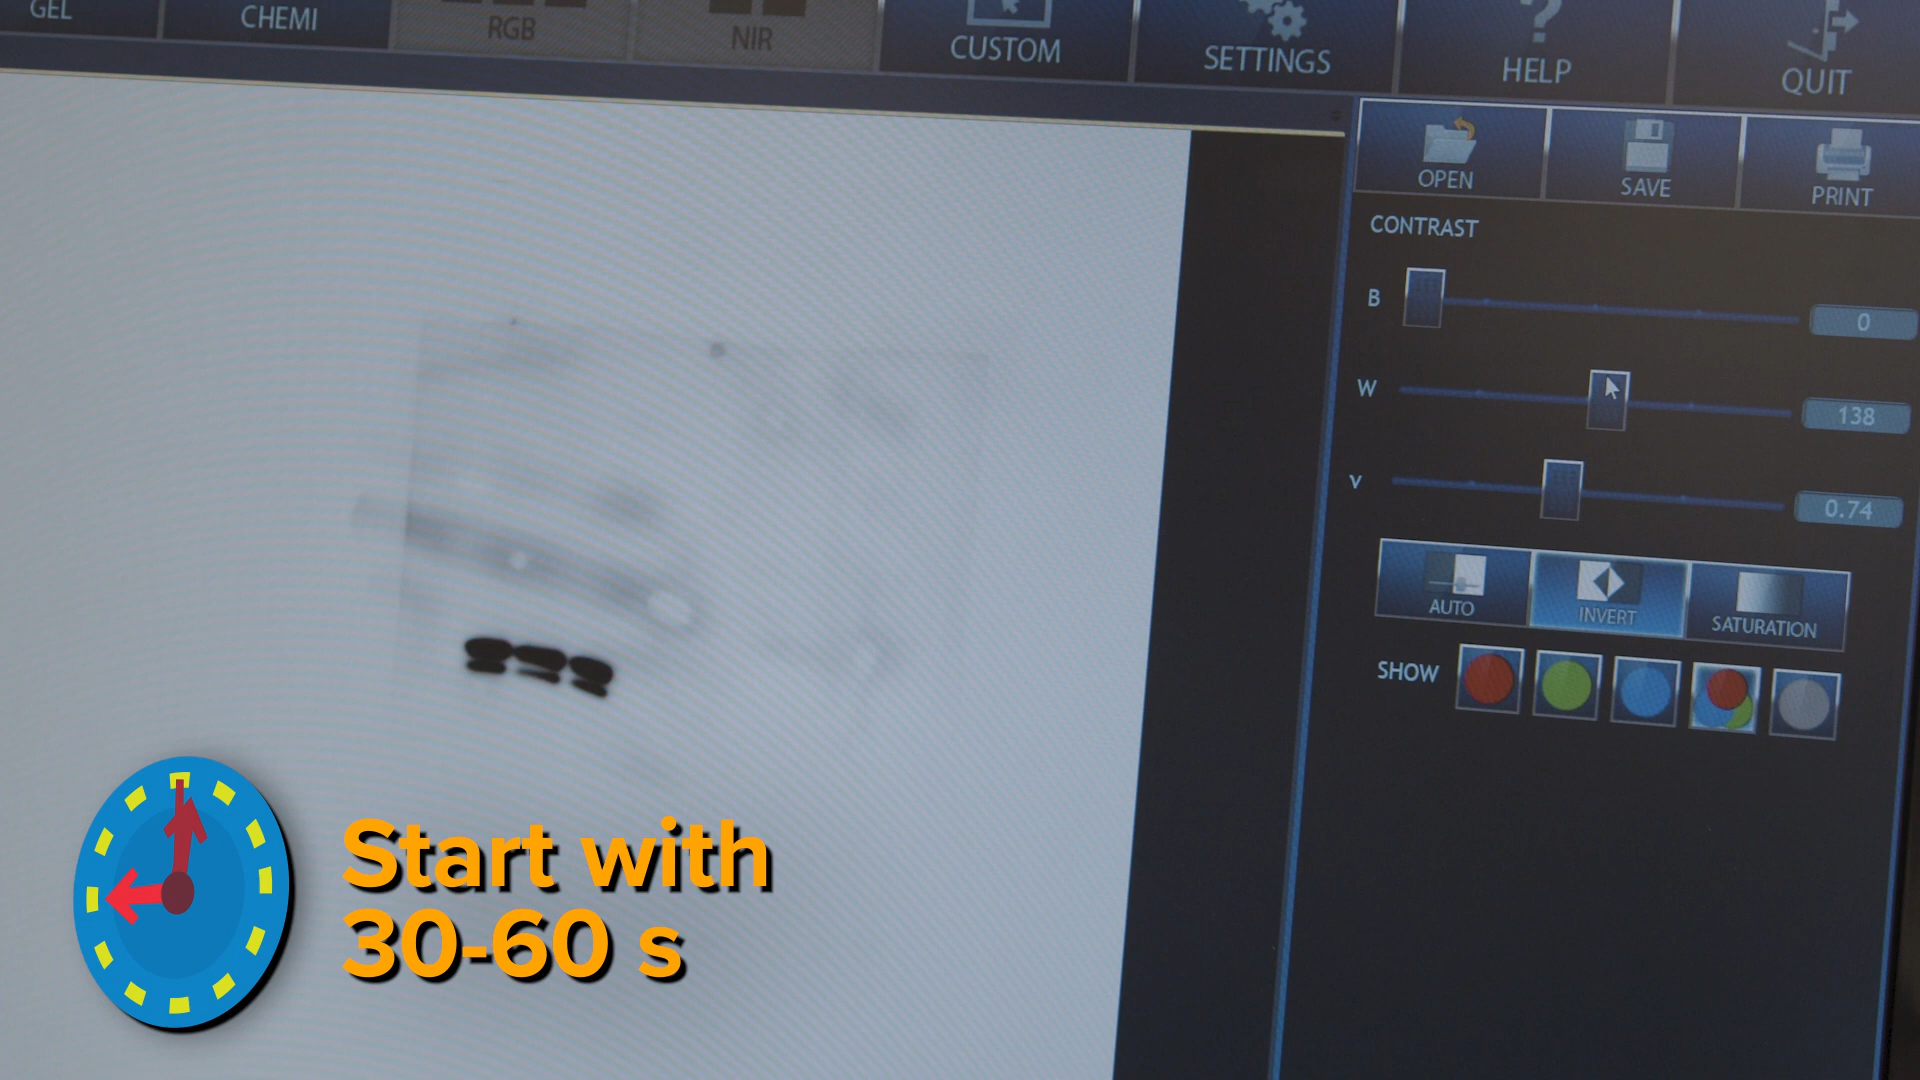 GEL
CHEMI
RGB
NIR
CUSTOM
SETTINGS
HELP
QUIT
OPEN
SAVE
PRINT
CONTRAST
B
0
W
138
V
0.74
AUTO
INVERT
SATURATION
SHOW
Start with
30-60 s